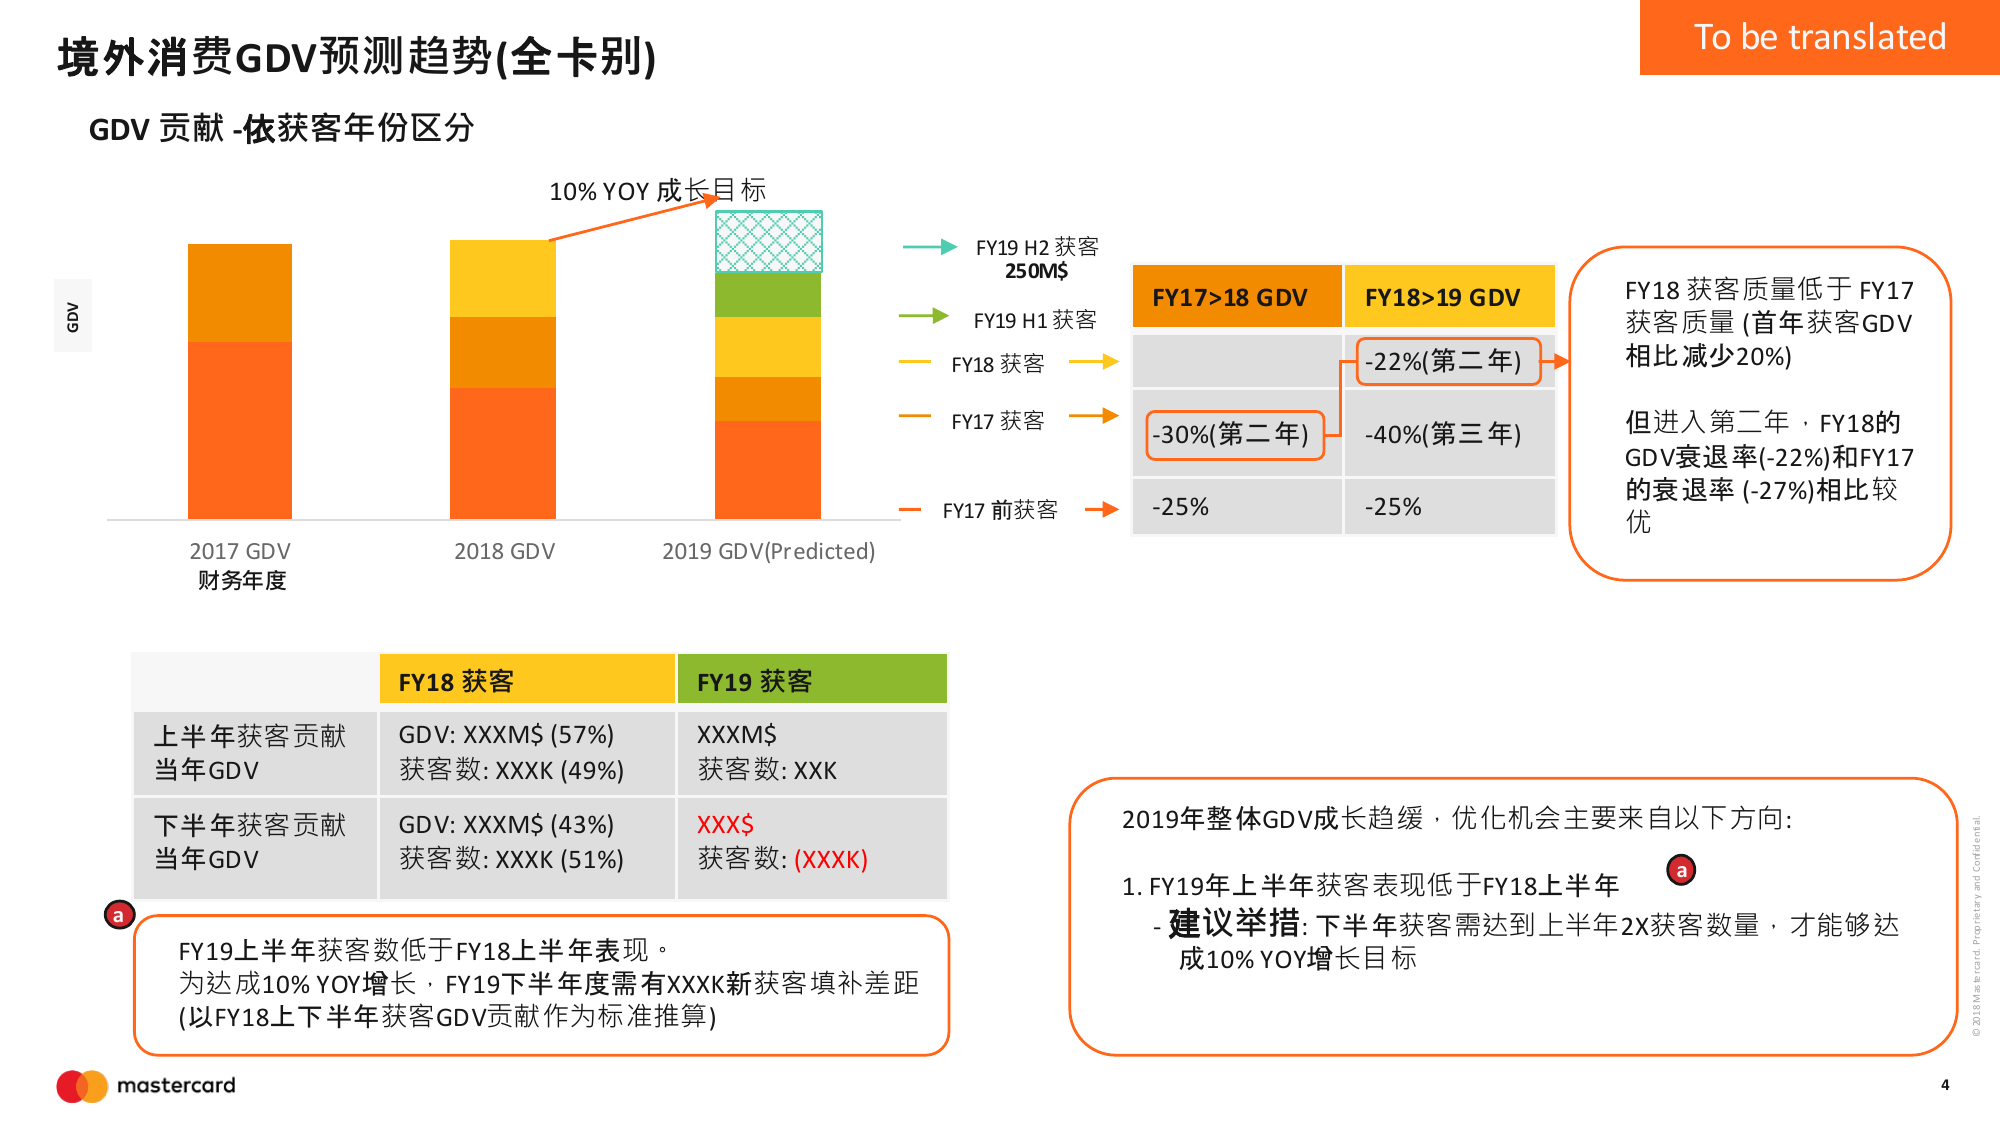 境外消费GDV预测趋势(全卡别)
To be translated
GDV 贡献 -依获客年份区分
10% YOY 成长目标
GDV
2017 GDV
财务年度
2018 GDV
2019 GDV(Predicted)
FY19 H2 获客
250M$
FY19 H1 获客
FY18 获客
FY17 获客
FY17 前获客
FY17>18 GDV
FY18>19 GDV
-22%(第二年)
-30%(第二年)
-40%(第三年)
-25%
-25%
FY18 获客质量低于 FY17
获客质量 (首年获客GDV
相比减少20%)
但进入第二年，FY18的
GDV衰退率(-22%)和FY17
的衰退率 (-27%)相比较
优
FY18 获客
FY19 获客
上半年获客贡献
当年GDV
GDV: XXXM$ (57%)
获客数: XXXK (49%)
XXXM$
获客数: XXK
下半年获客贡献
当年GDV
GDV: XXXM$ (43%)
获客数: XXXK (51%)
XXX$
获客数: (XXXK)
a
FY19上半年获客数低于FY18上半年表现。
为达成10% YOY增长，FY19下半年度需有XXXK新获客填补差距
(以FY18上下半年获客GDV贡献作为标准推算)
2019年整体GDV成长趋缓，优化机会主要来自以下方向:
a
1. FY19年上半年获客表现低于FY18上半年
- 建议举措: 下半年获客需达到上半年2X获客数量，才能够达
成10% YOY增长目标
© 2018 Mastercard. Proprietary and Confidential.
mastercard
4